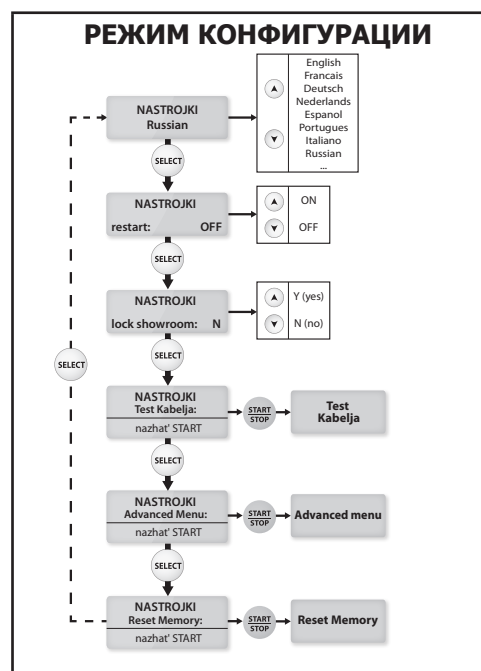 РЕЖИМ КОНФИГУРАЦИИ
NASTROJKI
Russian
English
Francais
Deutsch
Nederlands
Espanol
Portugues
Italiano
Russian
...
SELECT
NASTROJKI
restart: OFF
ON
OFF
SELECT
NASTROJKI
lock showroom: N
Y (yes)
N (no)
SELECT
SELECT
NASTROJKI
Test Kabelja:
nazhat' START
START
STOP
Test
Kabelja
SELECT
NASTROJKI
Advanced Menu:
nazhat' START
START
STOP
Advanced menu
SELECT
NASTROJKI
Reset Memory:
nazhat' START
START
STOP
Reset Memory